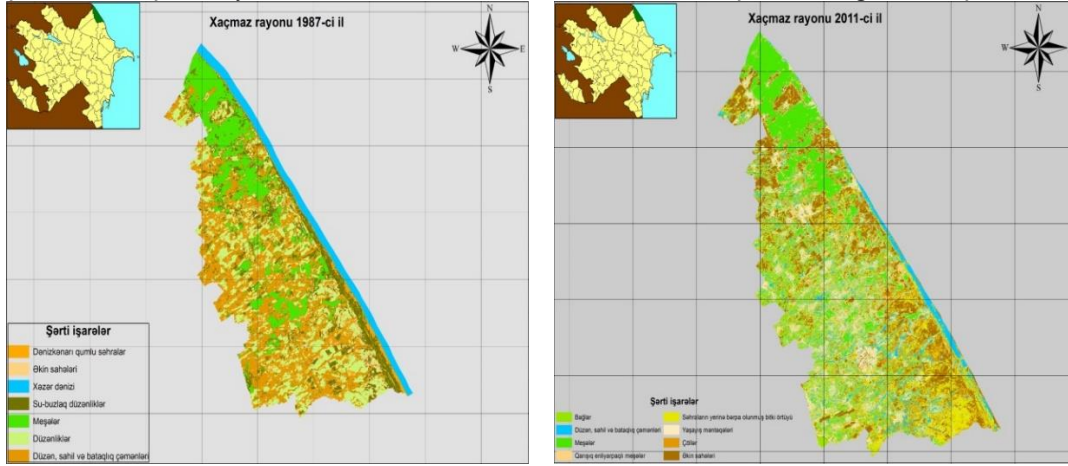 Xaçmaz rayonu 1987-ci il
N
W
E
S
Şərti işarələr
Dənizkənarı qumlu səhralar
Əkin sahələri
Xəzər dənizi
Su-buzlaq düzənliklər
Meşələr
Düzənliklər
Düzən, sahil və bataqlıq çəmənləri
Xaçmaz rayonu 2011-ci il
N
W
E
S
Şərti işarələr
Bağlar
Düzən, sahil və bataqlıq çəmənləri
Meşələr
Qarışıq enliyarpaqlı meşələr
Səhraların yerinə bərpa olunmuş bitki örtüyü
Yaşayış məntəqələri
Çöllər
Əkin sahələri